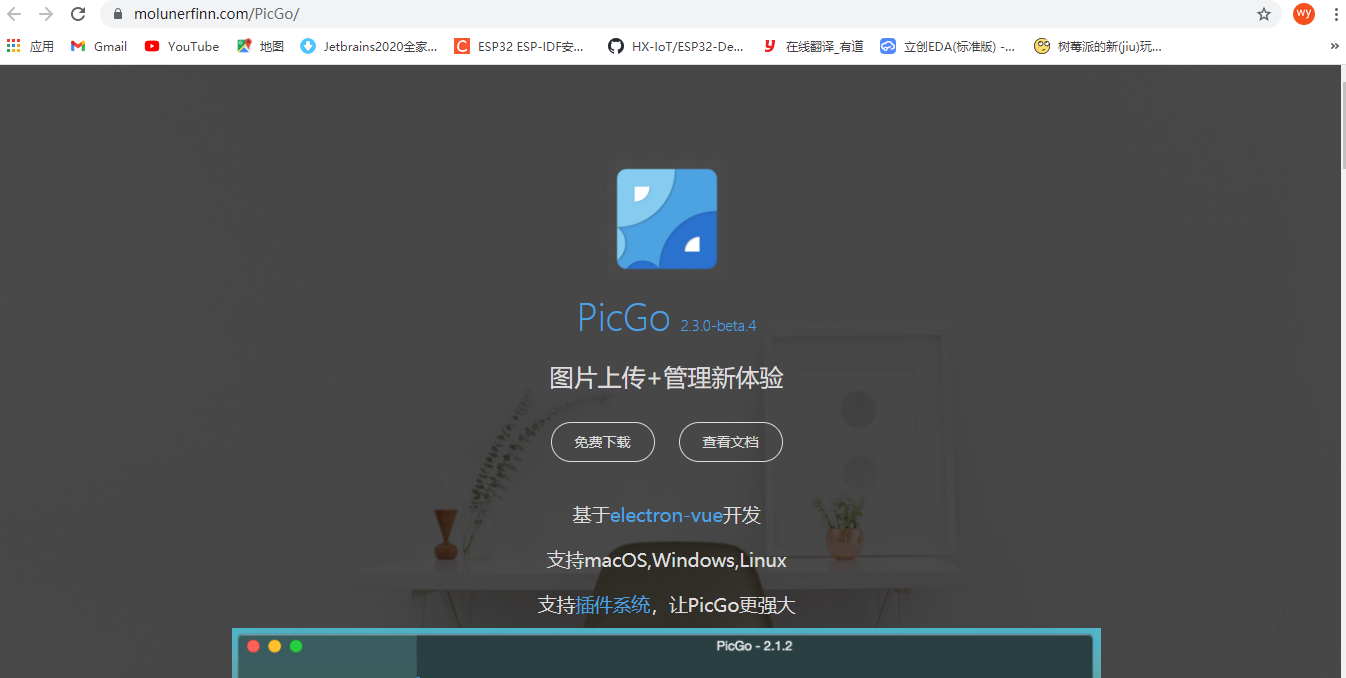 molunerfinn.com/PicGo/
wy
应用 Gmail YouTube 地图 Jetbrains2020全家... C ESP32 ESP-IDF安... HX-IoT/ESP32-De... y 在线翻译_有道 立创EDA(标准版) -... 树莓派的新(jiu)玩... »
PicGo 2.3.0-beta.4
图片上传+管理新体验
免费下载 查看文档
基于electron-vue开发
支持macOS,Windows,Linux
支持插件系统，让PicGo更强大
PicGo - 2.1.2